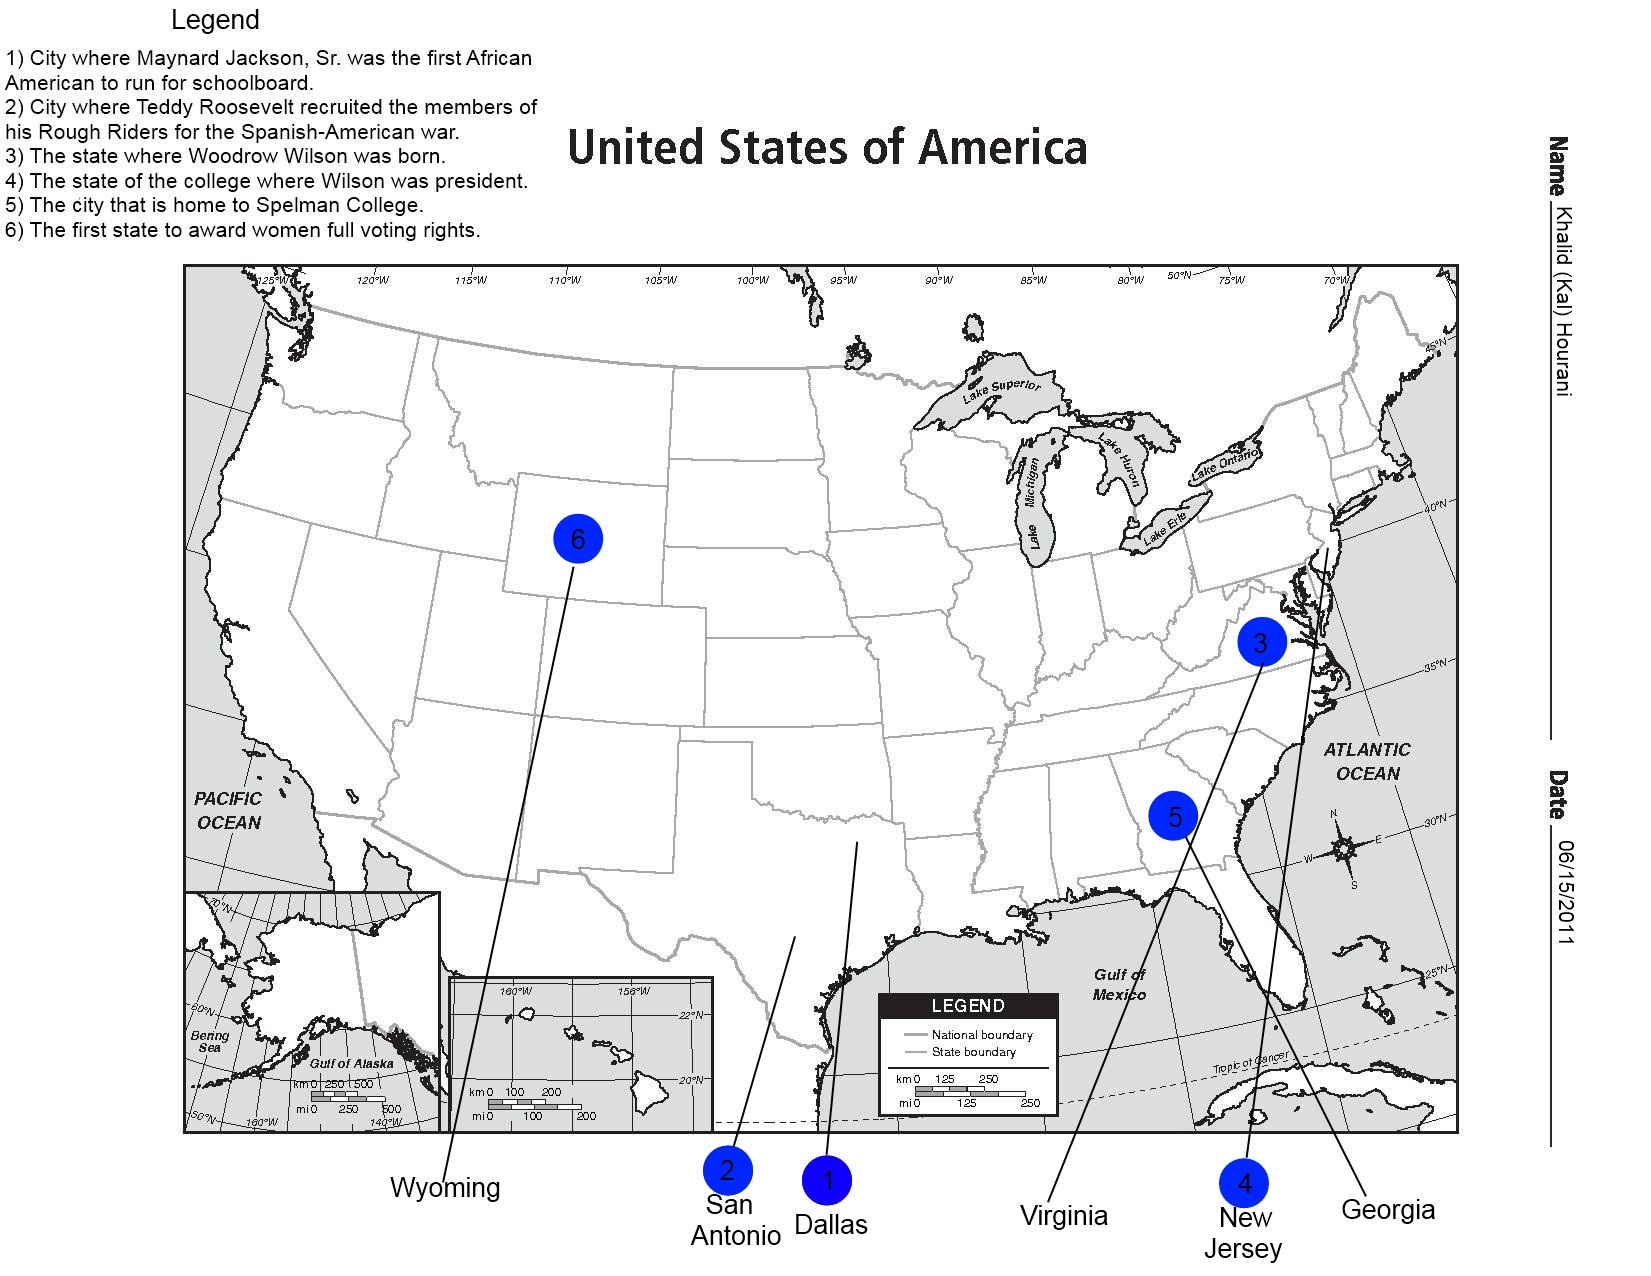 Legend
1) City where Maynard Jackson, Sr. was the first African
American to run for schoolboard.
2) City where Teddy Roosevelt recruited the members of
his Rough Riders for the Spanish-American war.
3) The state where Woodrow Wilson was born.
4) The state of the college where Wilson was president.
5) The city that is home to Spelman College.
6) The first state to award women full voting rights.
United States of America
Name Khalid (Kal) Hourani
Date 06/15/2011
125°W 120°W 115°W 110°W 105°W 100°W 95°W 90°W 85°W 80°W 50°N 75°W 70°W
45°N
Lake Superior
Lake Huron
Lake Ontario
Lake Michigan
Lake Erie
40°N
6
3
35°N
ATLANTIC
OCEAN
PACIFIC
OCEAN
5
30°N
N
W E
S
70°N
60°N
Bering
Sea
Gulf of Alaska
km 0 250 500
mi 0 250 500
50°N
160°W 140°W
160°W 156°W
22°N
20°N
km 0 100 200
mi 0 100 200
Gulf of
Mexico
25°N
LEGEND
National boundary
State boundary
km 0 125 250
mi 0 125 250
Tropic of Cancer
Wyoming
2
San
Antonio
1
Dallas
Virginia
4
New
Jersey
Georgia